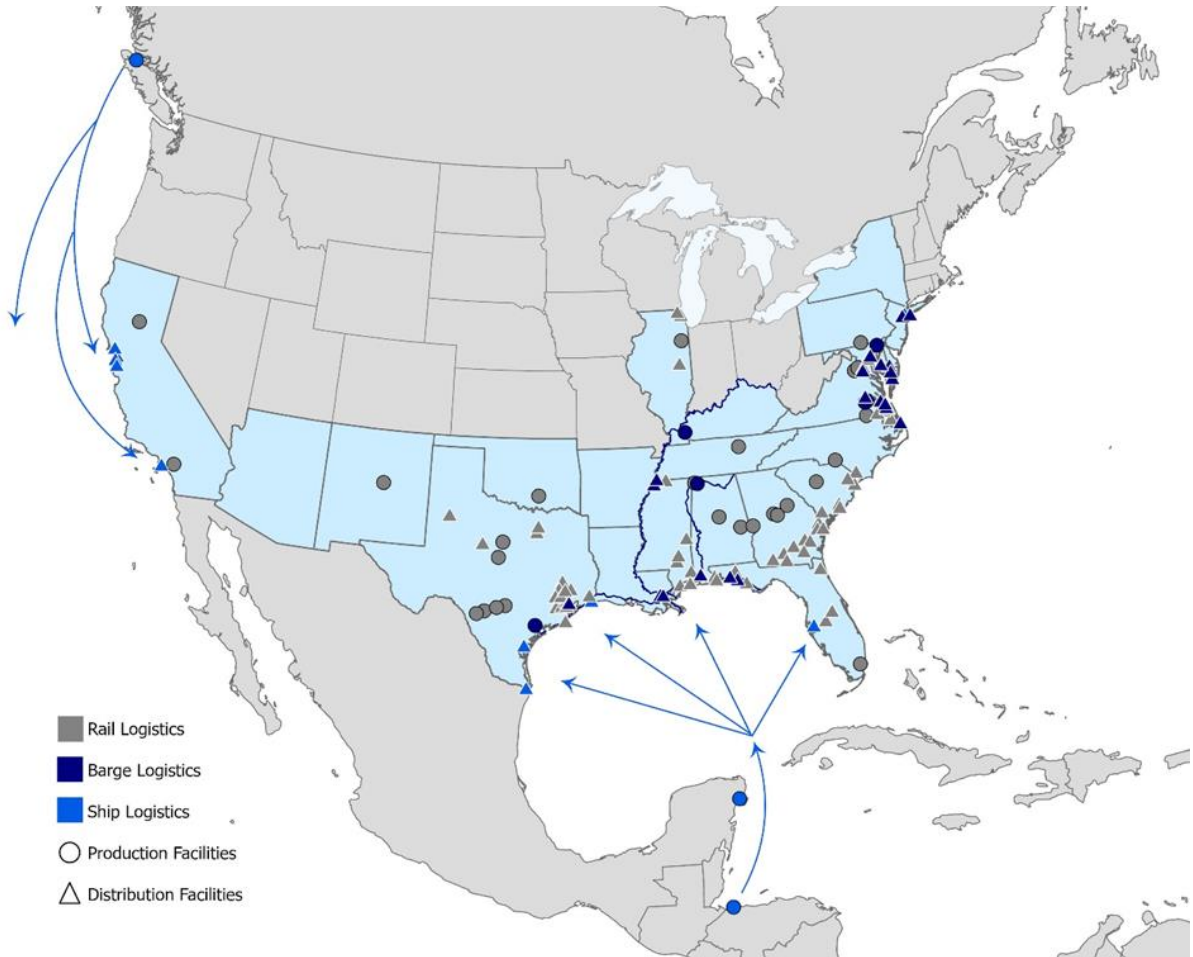 Rail Logistics
Barge Logistics
Ship Logistics
Production Facilities
Distribution Facilities